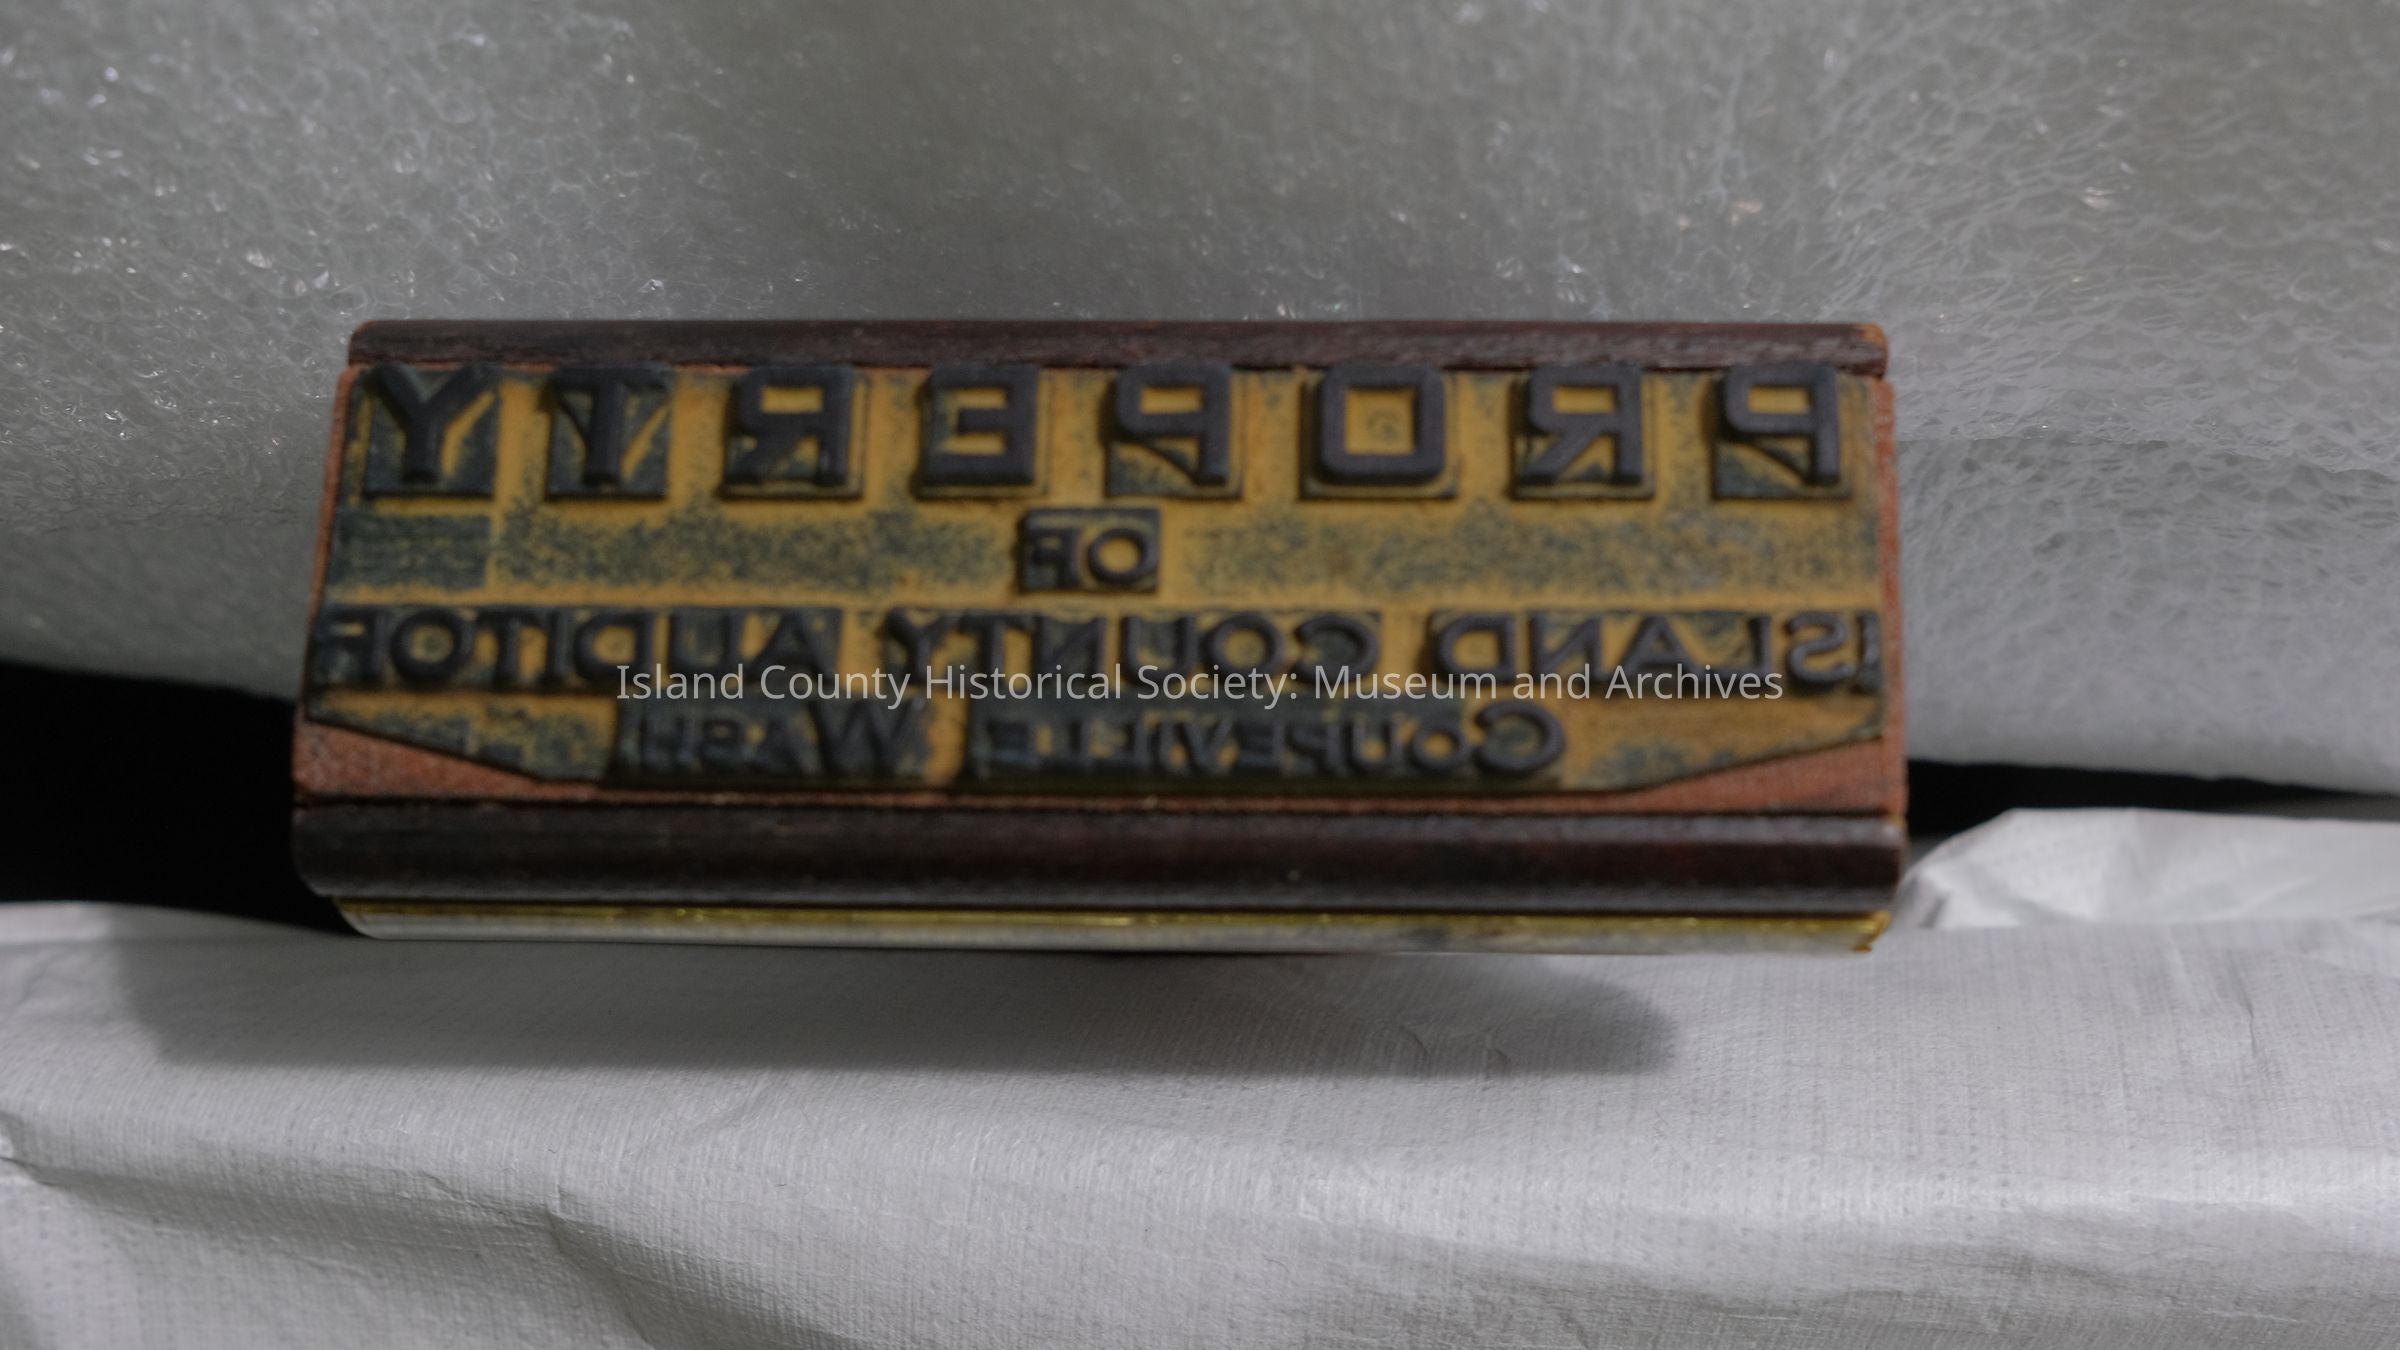 PROPERTY
OF
ISLAND COUNTY AUDITOR
COUPEVILLE WASH
Island County Historical Society: Museum and Archives